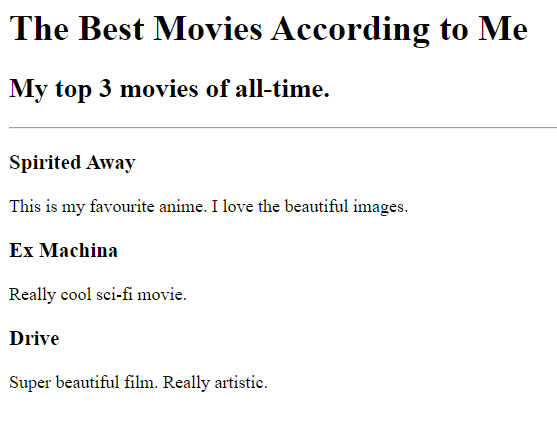 The Best Movies According to Me
My top 3 movies of all-time.
Spirited Away
This is my favourite anime. I love the beautiful images.
Ex Machina
Really cool sci-fi movie.
Drive
Super beautiful film. Really artistic.